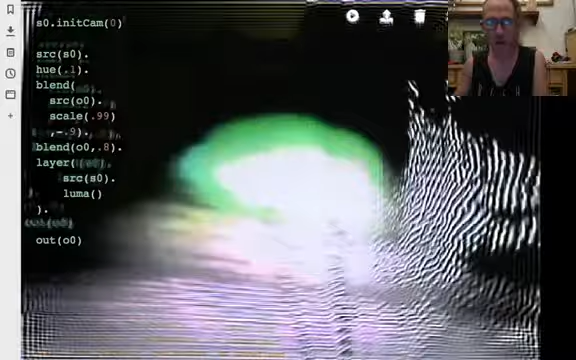 s0.initCam(0)
src(s0).
hue(.1).
blend(
src(o0).
scale(.99)
,-.9).
blend(o0,.8).
layer(
src(s0).
luma()
).
out(o0)